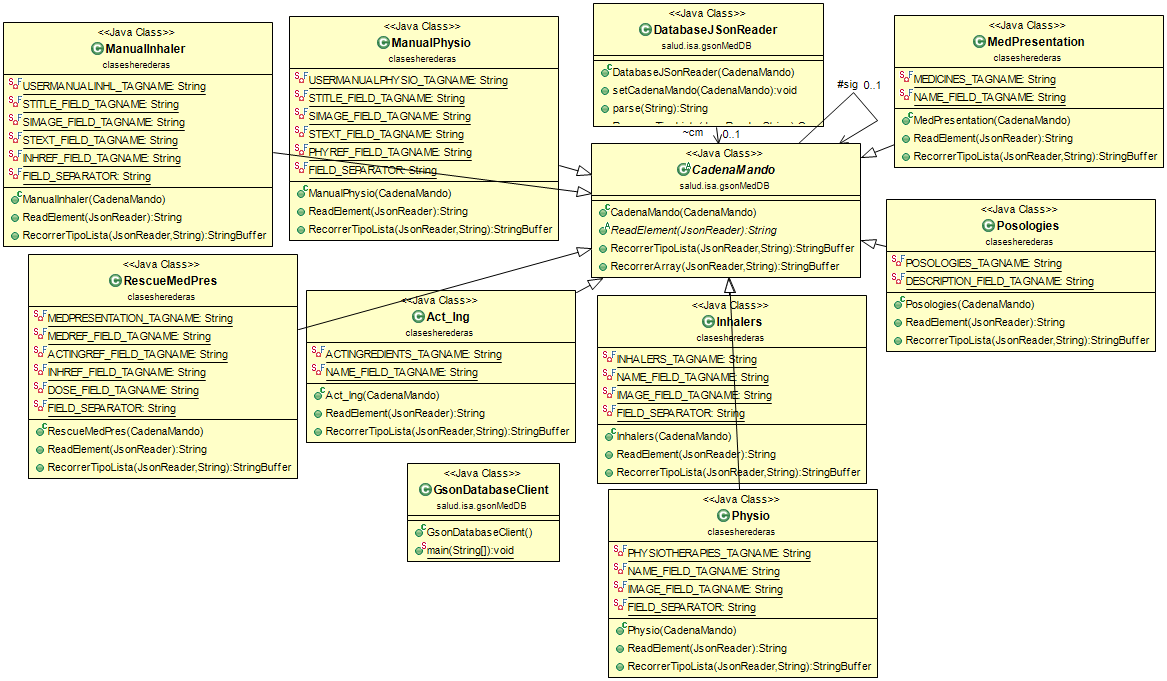 <<Java Class>>
ManualInhaler
clasesherederas
USERMANUALINHL_TAGNAME: String
STITLE_FIELD_TAGNAME: String
SIMAGE_FIELD_TAGNAME: String
STEXT_FIELD_TAGNAME: String
INHREF_FIELD_TAGNAME: String
FIELD_SEPARATOR: String
ManualInhaler(CadenaMando)
ReadElement(JsonReader):String
RecorrerTipoLista(JsonReader,String):StringBuffer
<<Java Class>>
ManualPhysio
clasesherederas
USERMANUALPHYSIO_TAGNAME: String
STITLE_FIELD_TAGNAME: String
SIMAGE_FIELD_TAGNAME: String
STEXT_FIELD_TAGNAME: String
PHYREF_FIELD_TAGNAME: String
FIELD_SEPARATOR: String
ManualPhysio(CadenaMando)
ReadElement(JsonReader):String
RecorrerTipoLista(JsonReader,String):StringBuffer
<<Java Class>>
DatabaseJSonReader
salud.isa.gsonMedDB
DatabaseJSonReader(CadenaMando)
setCadenaMando(CadenaMando):void
parse(String):String
~cm
0..1
#sig
0..1
<<Java Class>>
MedPresentation
clasesherederas
MEDICINES_TAGNAME: String
NAME_FIELD_TAGNAME: String
MedPresentation(CadenaMando)
ReadElement(JsonReader):String
RecorrerTipoLista(JsonReader,String):StringBuffer
<<Java Class>>
CadenaMando
salud.isa.gsonMedDB
CadenaMando(CadenaMando)
ReadElement(JsonReader):String
RecorrerTipoLista(JsonReader,String):StringBuffer
RecorrerArray(JsonReader,String):StringBuffer
<<Java Class>>
Posologies
clasesherederas
POSOLOGIES_TAGNAME: String
DESCRIPTION_FIELD_TAGNAME: String
Posologies(CadenaMando)
ReadElement(JsonReader):String
RecorrerTipoLista(JsonReader,String):StringBuffer
<<Java Class>>
RescueMedPres
clasesherederas
MEDPRESENTATION_TAGNAME: String
MEDREF_FIELD_TAGNAME: String
ACTINGREF_FIELD_TAGNAME: String
INHREF_FIELD_TAGNAME: String
DOSE_FIELD_TAGNAME: String
FIELD_SEPARATOR: String
RescueMedPres(CadenaMando)
ReadElement(JsonReader):String
RecorrerTipoLista(JsonReader,String):StringBuffer
<<Java Class>>
Act_Ing
clasesherederas
ACTINGREDIENTS_TAGNAME: String
NAME_FIELD_TAGNAME: String
Act_Ing(CadenaMando)
ReadElement(JsonReader):String
RecorrerTipoLista(JsonReader,String):StringBuffer
<<Java Class>>
Inhalers
clasesherederas
INHALERS_TAGNAME: String
NAME_FIELD_TAGNAME: String
IMAGE_FIELD_TAGNAME: String
FIELD_SEPARATOR: String
Inhalers(CadenaMando)
ReadElement(JsonReader):String
RecorrerTipoLista(JsonReader,String):StringBuffer
<<Java Class>>
GsonDatabaseClient
salud.isa.gsonMedDB
GsonDatabaseClient()
main(String[]):void
<<Java Class>>
Physio
clasesherederas
PHYSIOTHERAPIES_TAGNAME: String
NAME_FIELD_TAGNAME: String
IMAGE_FIELD_TAGNAME: String
FIELD_SEPARATOR: String
Physio(CadenaMando)
ReadElement(JsonReader):String
RecorrerTipoLista(JsonReader,String):StringBuffer